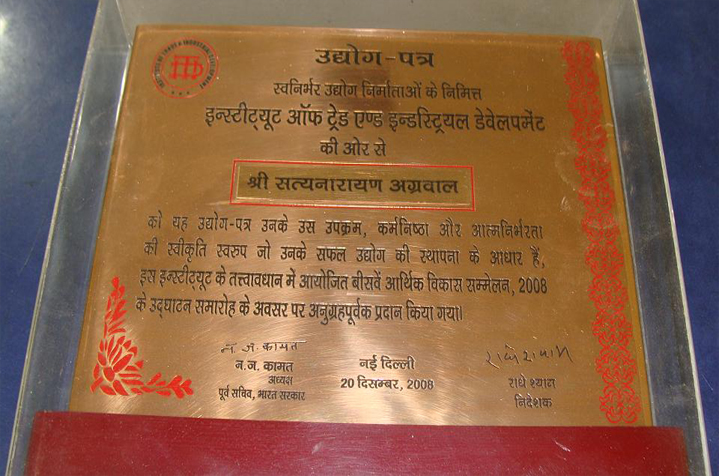 उद्योग-पत्र
स्वनिर्भर उद्योग निर्माताओं के निमित्त
इन्स्टीट्यूट ऑफ ट्रेड एण्ड इन्डस्ट्रियल डेवेलपमेंट
की ओर से
श्री सत्यनारायण अग्रवाल
को यह उद्योग-पत्र उनके उस उपक्रम, कर्मनिष्ठा और आत्मनिर्भरता
की स्वीकृति स्वरुप जो उनके सफल उद्योग की स्थापना के आधार हैं,
इस इन्स्टीट्यूट के तत्त्वावधान में आयोजित बीसवें आर्थिक विकास सम्मेलन, 2008
के उद्घाटन समारोह के अवसर पर अनुग्रहपूर्वक प्रदान किया गया।
न. ज. कामत
न. ज. कामत
अध्यक्ष
पूर्व सचिव, भारत सरकार
नई दिल्ली
20 दिसम्बर, 2008
राधे श्याम
निदेशक